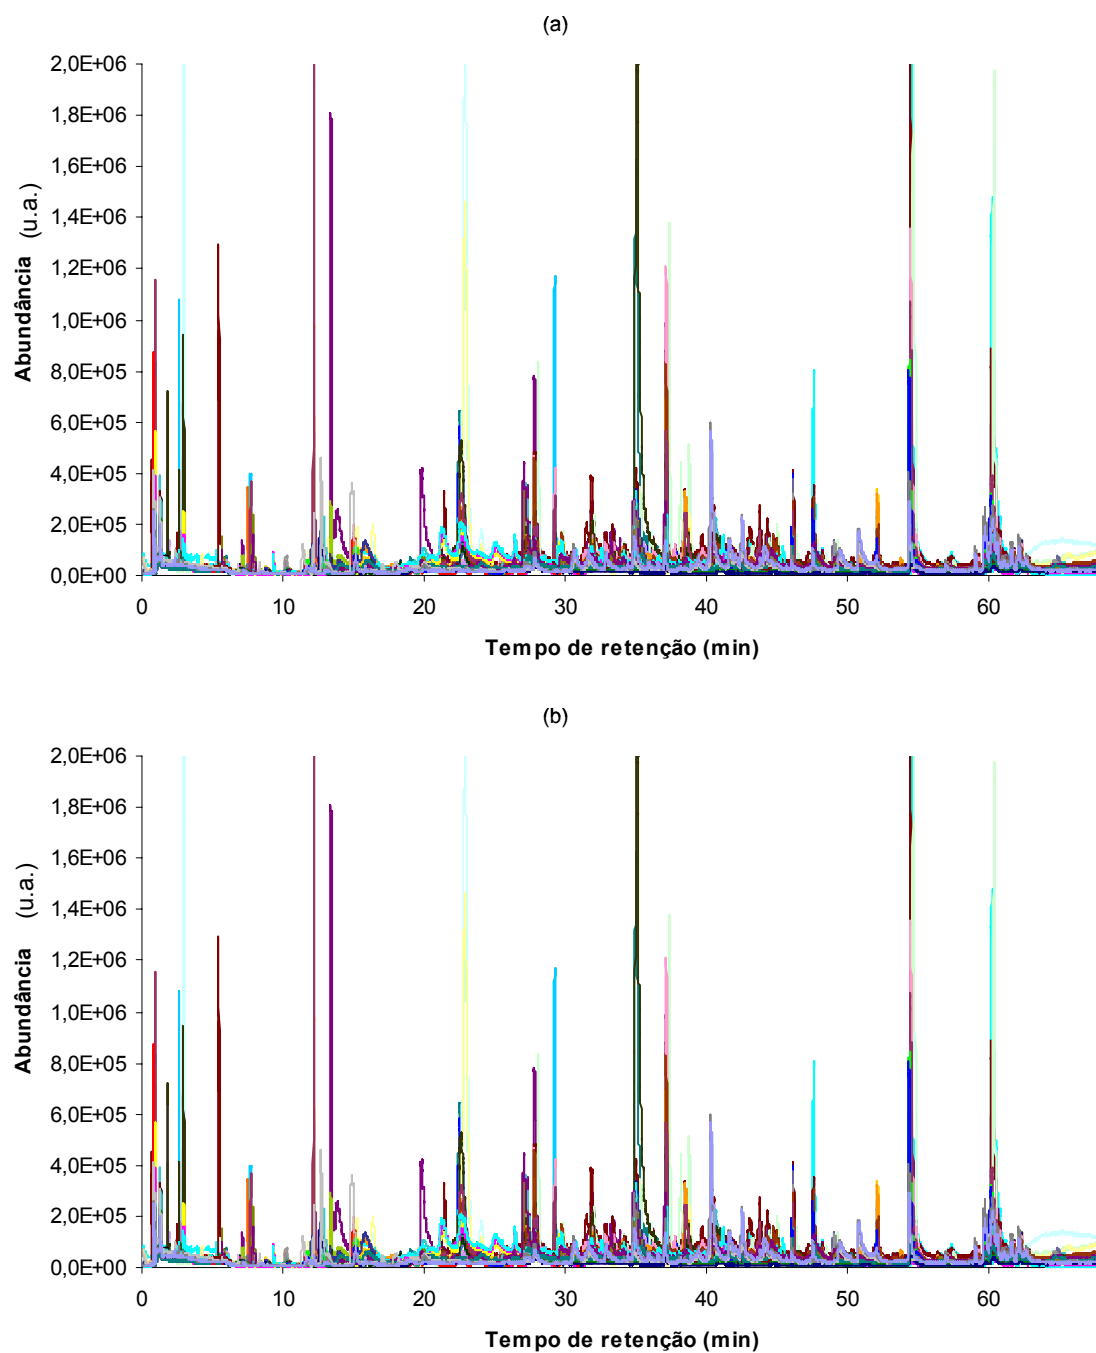 (a)
2,0E+06
1,8E+06
1,6E+06
1,4E+06
1,2E+06
1,0E+06
8,0E+05
6,0E+05
4,0E+05
2,0E+05
0,0E+00
Abundância (u.a.)
0 10 20 30 40 50 60
Tempo de retenção (min)
(b)
2,0E+06
1,8E+06
1,6E+06
1,4E+06
1,2E+06
1,0E+06
8,0E+05
6,0E+05
4,0E+05
2,0E+05
0,0E+00
Abundância (u.a.)
0 10 20 30 40 50 60
Tempo de retenção (min)